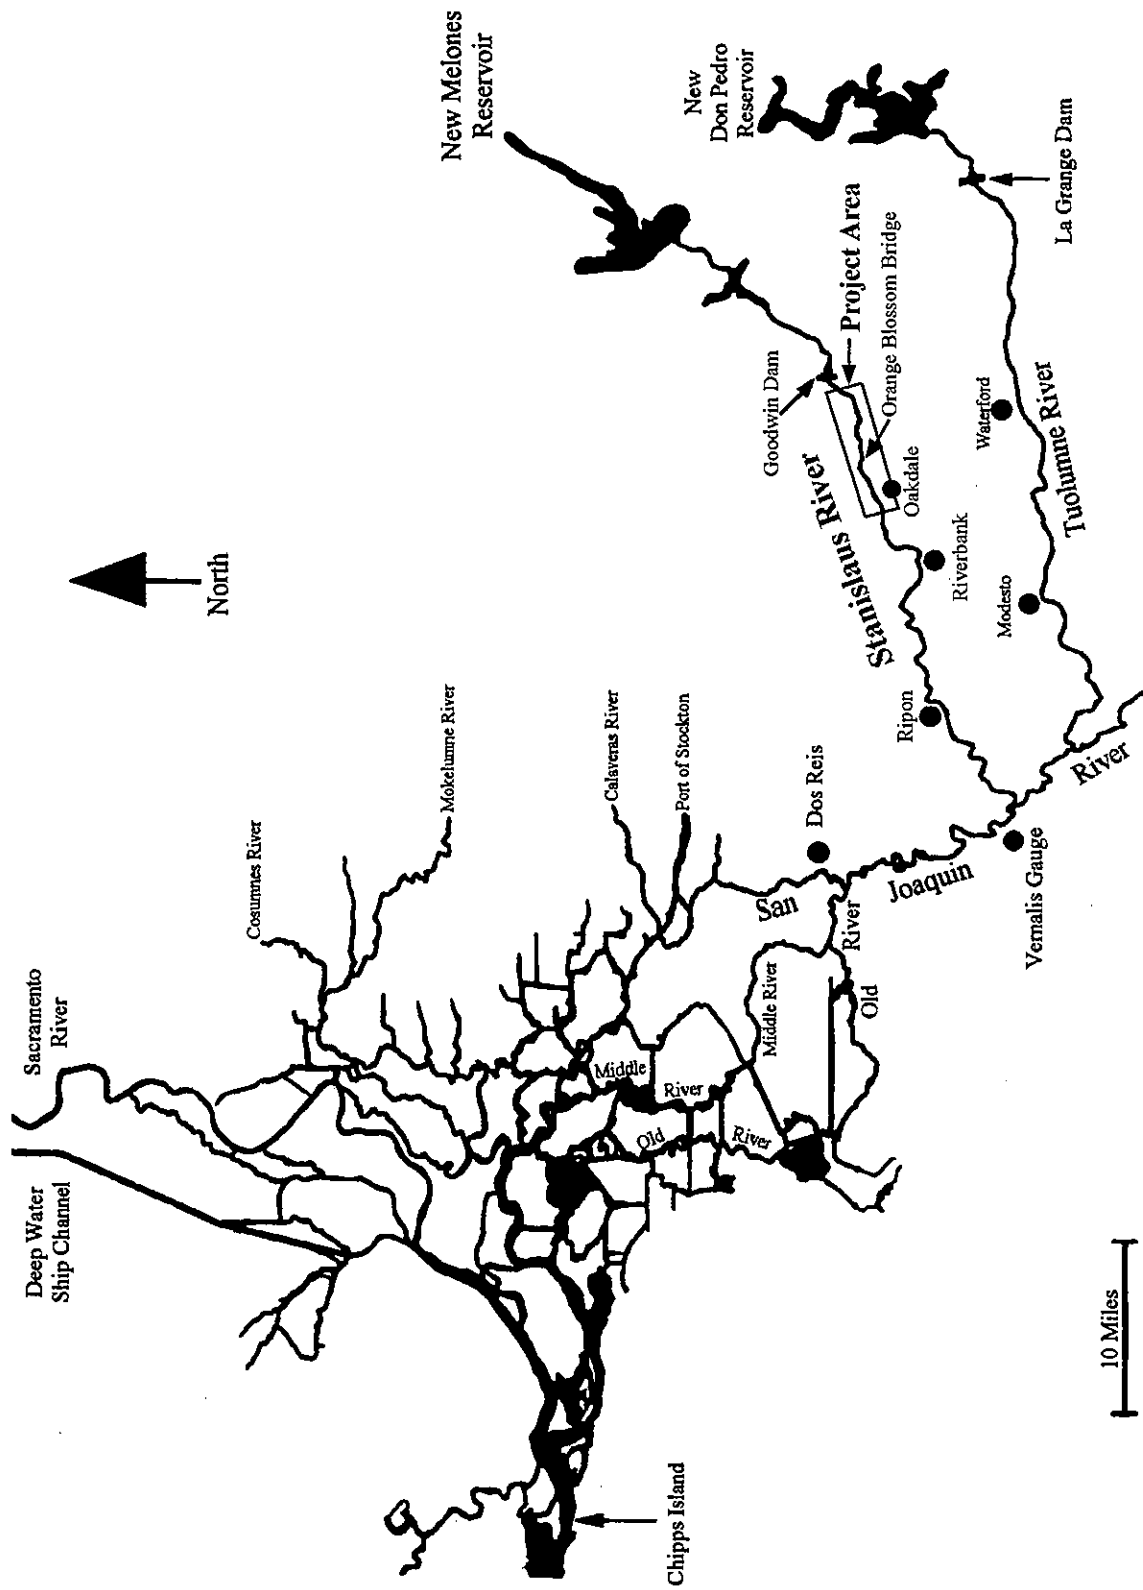 Sacramento
River
Deep Water
Ship Channel
Cosumnes River
Mokelumne River
North
New Melones
Reservoir
New
Don Pedro
Reservoir
Calaveras River
Port of Stockton
Goodwin Dam
Project Area
Orange Blossom Bridge
Stanislaus River
Oakdale
Riverbank
Ripon
La Grange Dam
Waterford
Tuolumne River
Modesto
Dos Reis
San
Joaquin
River
Vernalis Gauge
Middle
River
Old
River
Middle River
Old
River
Chipps Island
10 Miles